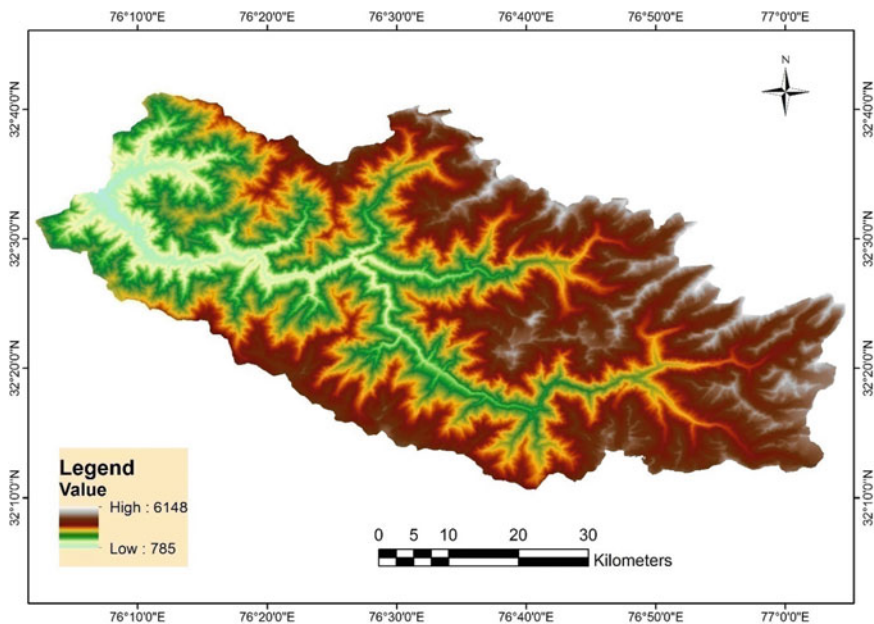 76°10'0"E 76°20'0"E 76°30'0"E 76°40'0"E 76°50'0"E 77°0'0"E
N
32°40'0"N 32°40'0"N
32°30'0"N 32°30'0"N
32°20'0"N 32°20'0"N
32°10'0"N 32°10'0"N
Legend
Value
High : 6148
Low : 785
0 5 10 20 30
Kilometers
76°10'0"E 76°20'0"E 76°30'0"E 76°40'0"E 76°50'0"E 77°0'0"E